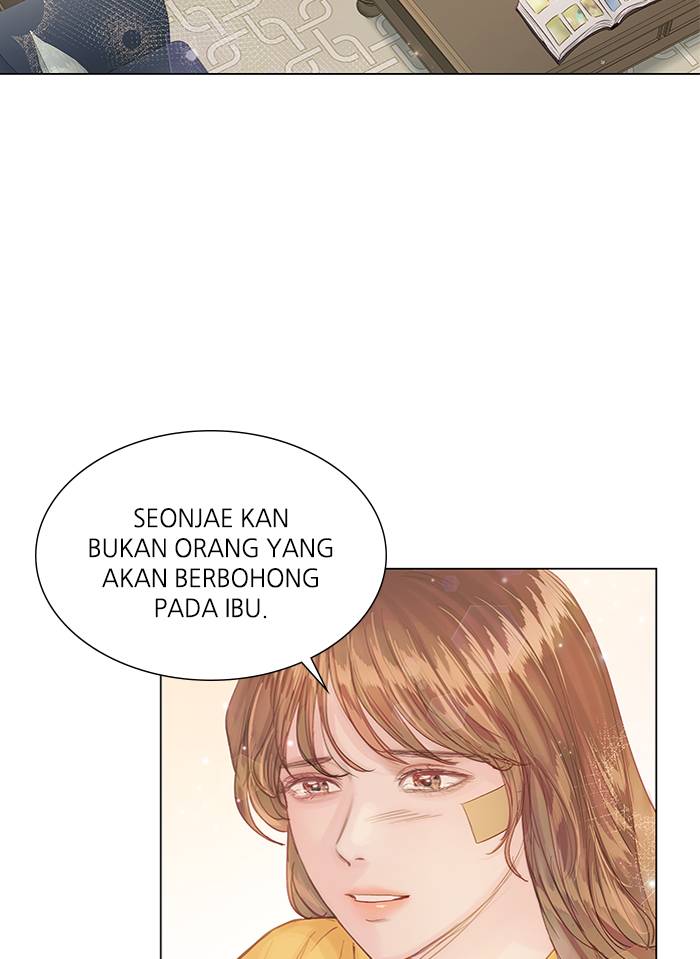 SEONJAE KAN
BUKAN ORANG YANG
AKAN BERBOHONG
PADA IBU.